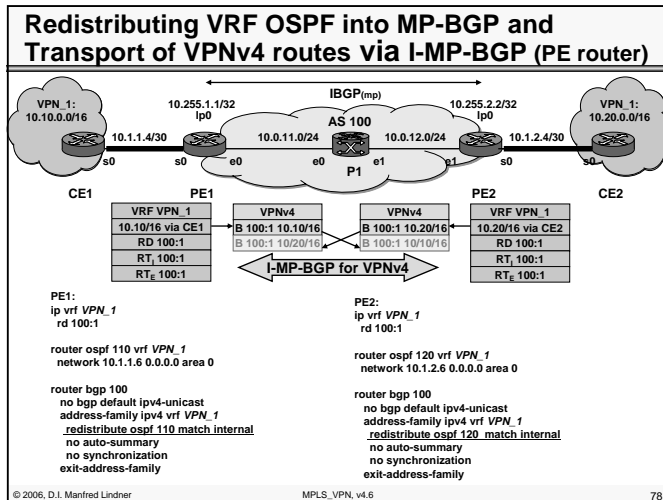 Redistributing VRF OSPF into MP-BGP and
Transport of VPNv4 routes via I-MP-BGP (PE router)
IBGP(mp)
VPN_1:
10.10.0.0/16
10.255.1.1/32
lp0
AS 100
10.255.2.2/32
lp0
VPN_1:
10.20.0.0/16
10.1.1.4/30
10.0.11.0/24
10.0.12.0/24
10.1.2.4/30
s0
s0
e0
e0
e1
e1
s0
s0
P1
CE1
PE1
PE2
CE2
VRF VPN_1
10.10/16 via CE1
RD 100:1
RTI 100:1
RTE 100:1
VPNv4
B 100:1 10.10/16
B 100:1 10/20/16
VPNv4
B 100:1 10.20/16
B 100:1 10/10/16
VRF VPN_1
10.20/16 via CE2
RD 100:1
RTI 100:1
RTE 100:1
I-MP-BGP for VPNv4
PE1:
ip vrf VPN_1
rd 100:1
router ospf 110 vrf VPN_1
network 10.1.1.6 0.0.0.0 area 0
router bgp 100
no bgp default ipv4-unicast
address-family ipv4 vrf VPN_1
redistribute ospf 110 match internal
no auto-summary
no synchronization
exit-address-family
PE2:
ip vrf VPN_1
rd 100:1
router ospf 120 vrf VPN_1
network 10.1.2.6 0.0.0.0 area 0
router bgp 100
no bgp default ipv4-unicast
address-family ipv4 vrf VPN_1
redistribute ospf 120 match internal
no auto-summary
no synchronization
exit-address-family
© 2006, D.I. Manfred Lindner
MPLS_VPN, v4.6
78